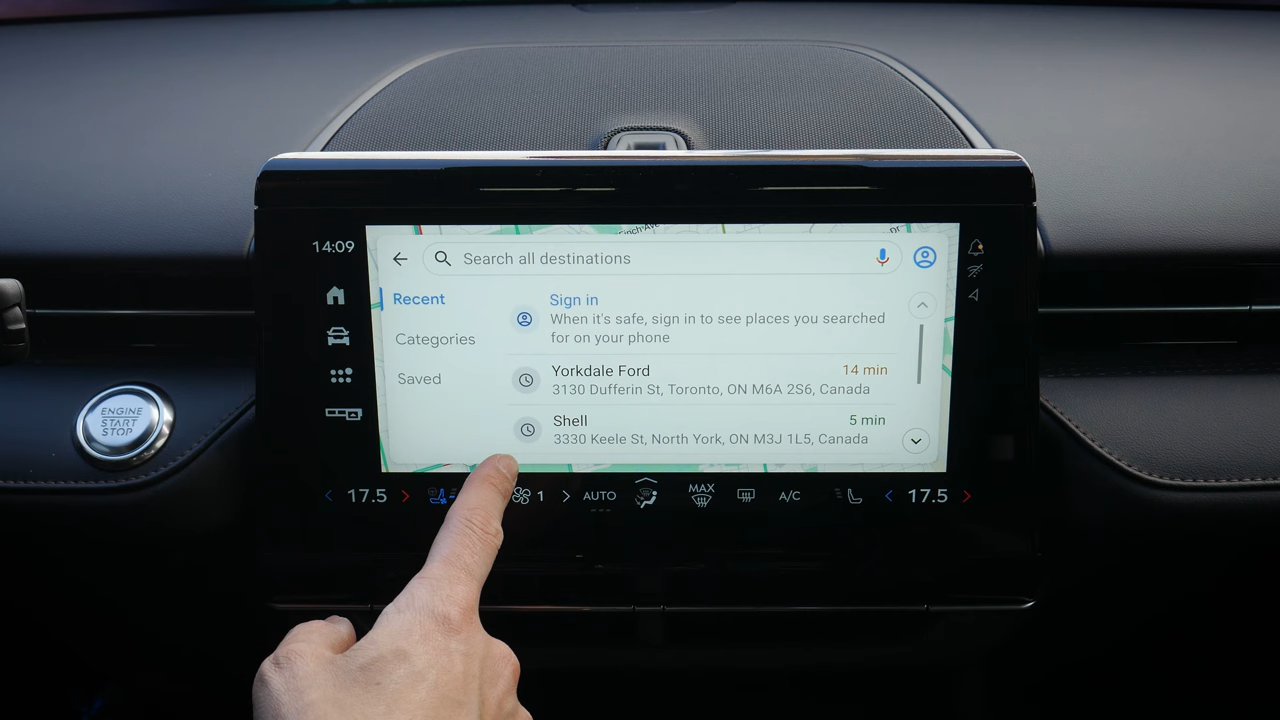 Finch Ave
14:09
Search all destinations
Recent
Categories
Saved
Sign in
When it's safe, sign in to see places you searched
for on your phone
Yorkdale Ford
14 min
3130 Dufferin St, Toronto, ON M6A 2S6, Canada
Shell
5 min
3330 Keele St, North York, ON M3J 1L5, Canada
ENGINE
START
STOP
17.5
1
AUTO
MAX
A/C
17.5